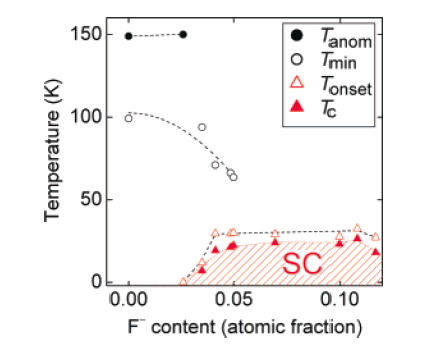 150
100
50
0
Temperature (K)
T_anom
T_min
T_onset
T_c
SC
0.00 0.05 0.10
F⁻ content (atomic fraction)